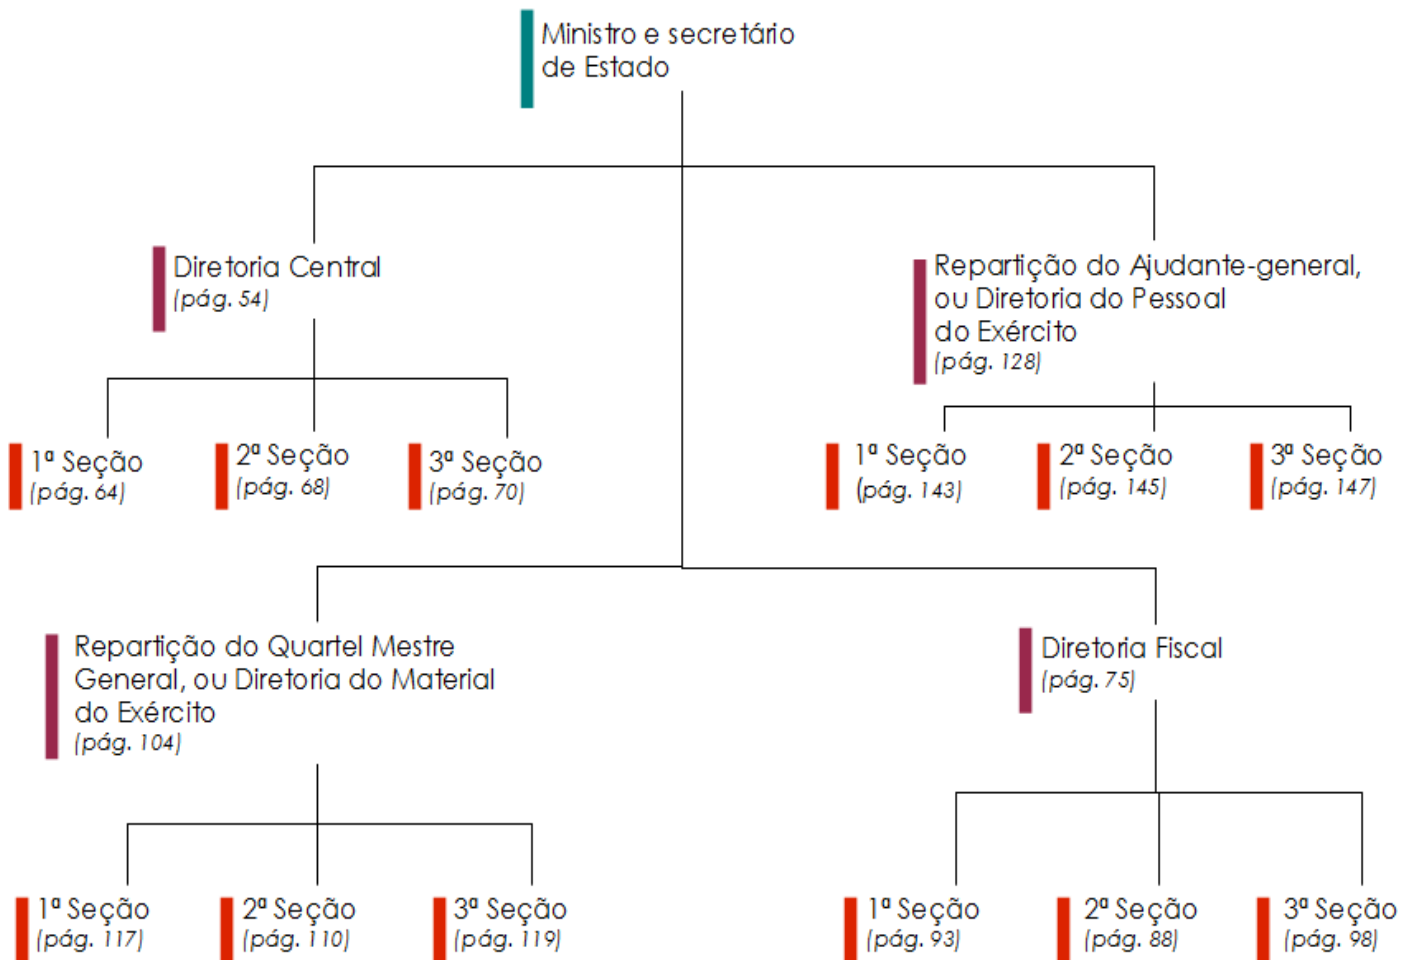 Ministro e secretário
de Estado
Diretoria Central
(pág. 54)
Repartição do Ajudante-general,
ou Diretoria do Pessoal
do Exército
(pág. 128)
1ª Seção
(pág. 64)
2ª Seção
(pág. 68)
3ª Seção
(pág. 70)
1ª Seção
(pág. 143)
2ª Seção
(pág. 145)
3ª Seção
(pág. 147)
Repartição do Quartel Mestre
General, ou Diretoria do Material
do Exército
(pág. 104)
Diretoria Fiscal
(pág. 75)
1ª Seção
(pág. 117)
2ª Seção
(pág. 110)
3ª Seção
(pág. 119)
1ª Seção
(pág. 93)
2ª Seção
(pág. 88)
3ª Seção
(pág. 98)